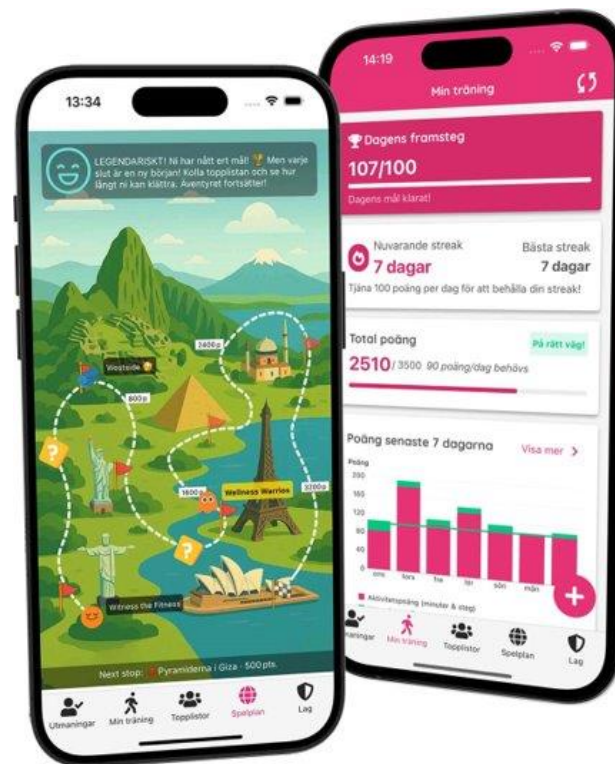 13:34
LEGENDARISKT! Ni har nått ert mål! 🏆 Men varje
slut är en ny början! Kolla topplistan och se hur
långt ni kan klättra. Äventyret fortsätter!
2400p
Westside
800p
?
1600p
Wellness Warrios
3200p
?
Witness the Fitness
Next stop: Pyramiderna i Giza - 500 pts.
Utmaningar
Min träning
Topplistor
Spelplan
Lag
14:19
Min träning
Dagens framsteg
107/100
Dagens mål klarat!
Nuvarande streak
Bästa streak
7 dagar
7 dagar
Tjäna 100 poäng per dag för att behålla din streak!
Total poäng
På rätt väg!
2510 / 3500 90 poäng/dag behövs
Poäng senaste 7 dagarna
Visa mer >
Poäng
200
160
120
80
40
0
ons
tors
fre
lör
sön
mån
Aktivitetspoäng (minuter & steg)
+
maningar
Min träning
Topplistor
Spelplan
Lag